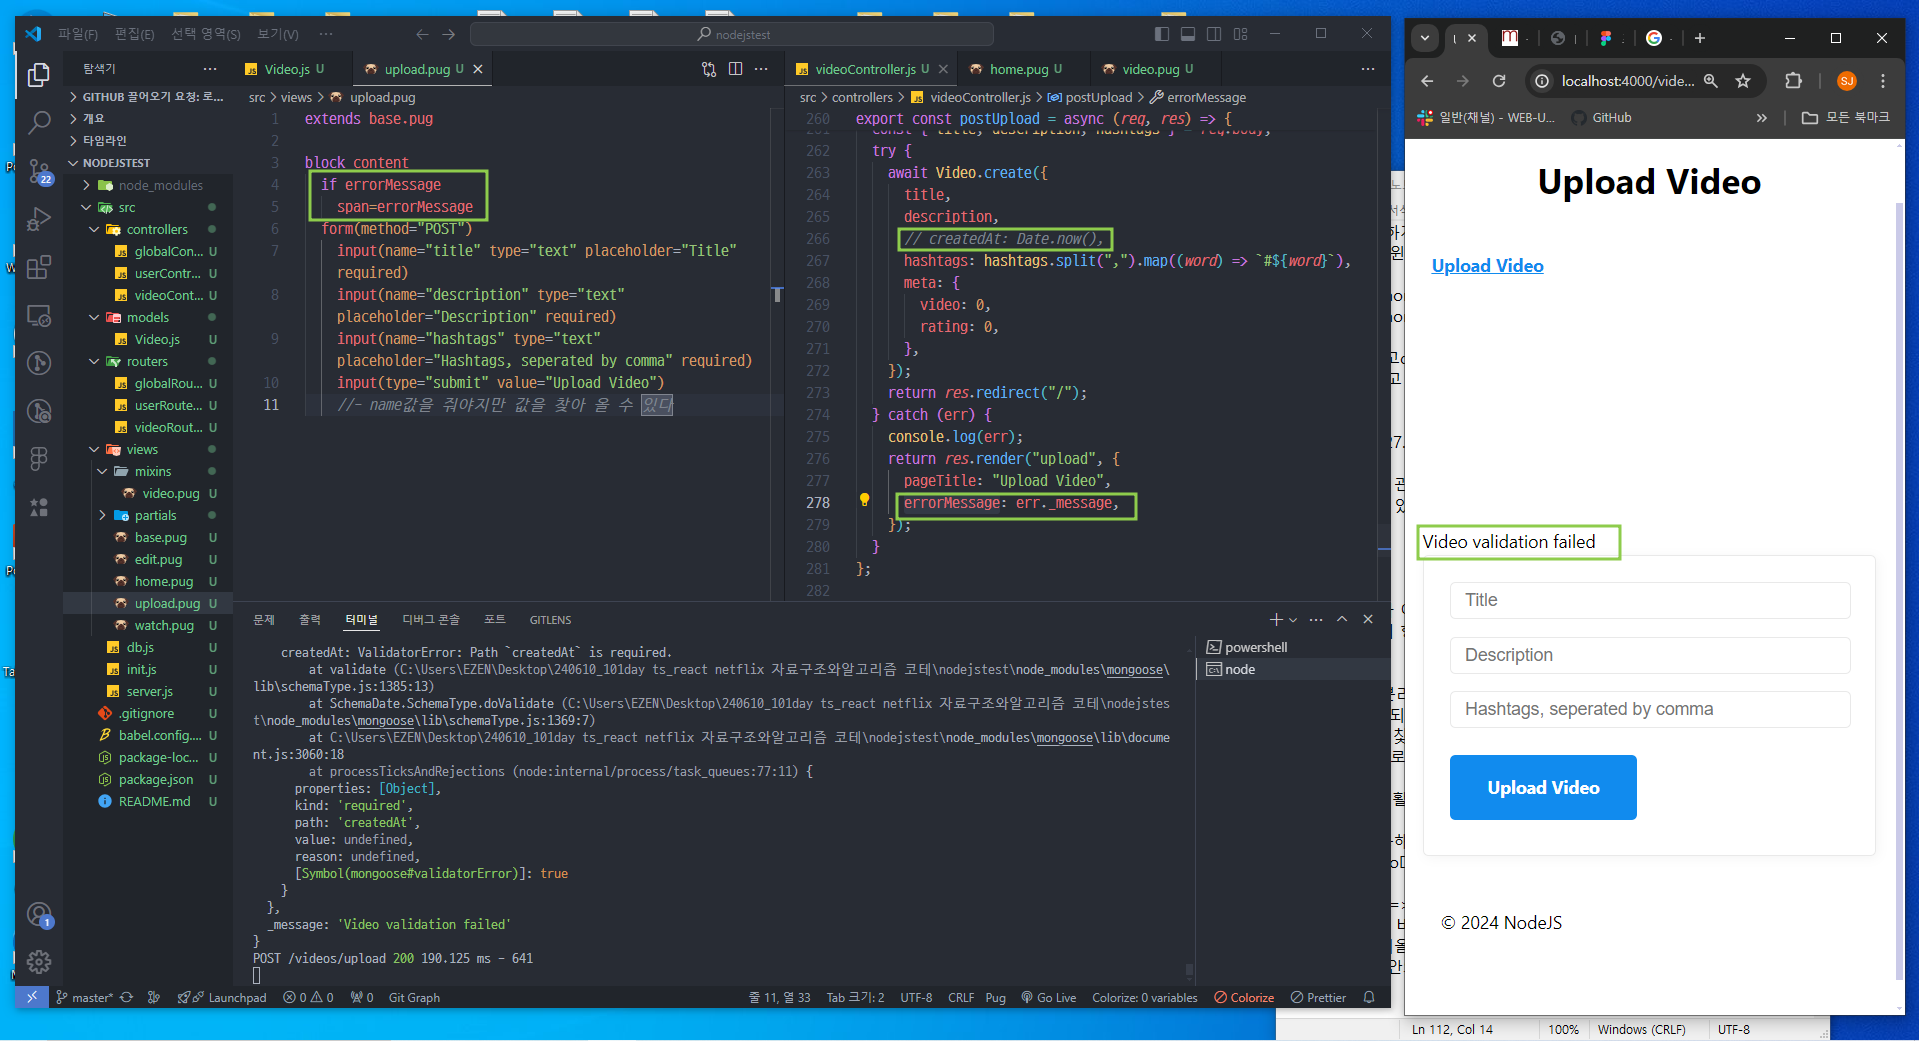 파일(F) 편집(E) 선택 영역(S) 보기(V) ··· nodejstest
탐색기 ···
GITHUB 끌어오기 요청: 로...
개요
타임라인
NODEJSTEST
node_modules
src
controllers
globalCon... U
userContr... U
videoCont... U
models
Video.js U
routers
globalRou... U
userRoute... U
videoRout... U
views
mixins
video.pug U
partials
base.pug U
edit.pug U
home.pug U
upload.pug U
watch.pug U
db.js U
init.js U
server.js U
.gitignore U
babel.config.... U
package-loc... U
package.json U
README.md U
22
1
Video.js U upload.pug U
src > views > upload.pug
1 extends base.pug
2
3 block content
4 if errorMessage
5 span=errorMessage
6 form(method="POST")
7 input(name="title" type="text" placeholder="Title"
required)
8 input(name="description" type="text"
placeholder="Description" required)
9 input(name="hashtags" type="text"
placeholder="Hashtags, seperated by comma" required)
10 input(type="submit" value="Upload Video")
11 //- name값을 줘야지만 값을 찾아 올 수 있다
videoController.js U home.pug U video.pug U ···
src > controllers > videoController.js > postUpload > errorMessage
260 export const postUpload = async (req, res) => {
261 const { title, description, hashtags } = req.body;
262 try {
263 await Video.create({
264 title,
265 description,
266 // createdAt: Date.now(),
267 hashtags: hashtags.split(",").map((word) => `#${word}`),
268 meta: {
269 video: 0,
270 rating: 0,
271 },
272 });
273 return res.redirect("/");
274 } catch (err) {
275 console.log(err);
276 return res.render("upload", {
277 pageTitle: "Upload Video",
278 errorMessage: err._message,
279 });
280 }
281 };
282
문제 출력 터미널 디버그 콘솔 포트 GITLENS
powershell
node
createdAt: ValidatorError: Path `createdAt` is required.
at validate (C:\Users\EZEN\Desktop\240610_101day ts_react netflix 자료구조와알고리즘 코테\nodejstest\node_modules\mongoose\
lib\schemaType.js:1385:13)
at SchemaDate.SchemaType.doValidate (C:\Users\EZEN\Desktop\240610_101day ts_react netflix 자료구조와알고리즘 코테\nodejstes
t\node_modules\mongoose\lib\schemaType.js:1369:7)
at C:\Users\EZEN\Desktop\240610_101day ts_react netflix 자료구조와알고리즘 코테\nodejstest\node_modules\mongoose\lib\docume
nt.js:3060:18
at processTicksAndRejections (node:internal/process/task_queues:77:11) {
properties: [Object],
kind: 'required',
path: 'createdAt',
value: undefined,
reason: undefined,
[Symbol(mongoose#validatorError)]: true
}
},
_message: 'Video validation failed'
}
POST /videos/upload 200 190.125 ms - 641
master* Launchpad 0 0 0 Git Graph 줄 11, 열 33 Tab 크기: 2 UTF-8 CRLF Pug Go Live Colorize: 0 variables Colorize Prettier
localhost:4000/vide... SJ
일반(채널) - WEB-U... GitHub » 모든 북마크
Upload Video
Upload Video
Video validation failed
Title
Description
Hashtags, seperated by comma
Upload Video
© 2024 NodeJS
Ln 112, Col 14 100% Windows (CRLF) UTF-8